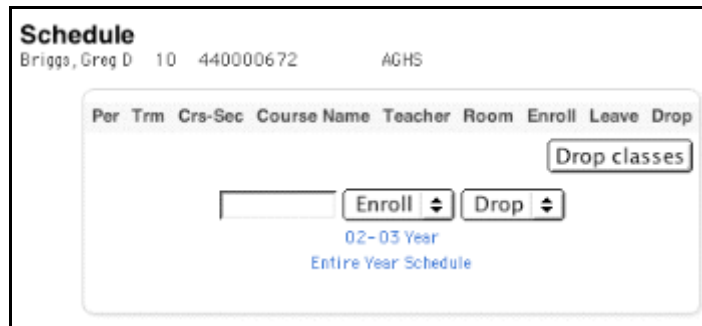 Schedule
Briggs, Greg D 10 440000672 AGHS
Per Trm Crs-Sec Course Name Teacher Room Enroll Leave Drop
Drop classes
Enroll Drop
02-03 Year
Entire Year Schedule